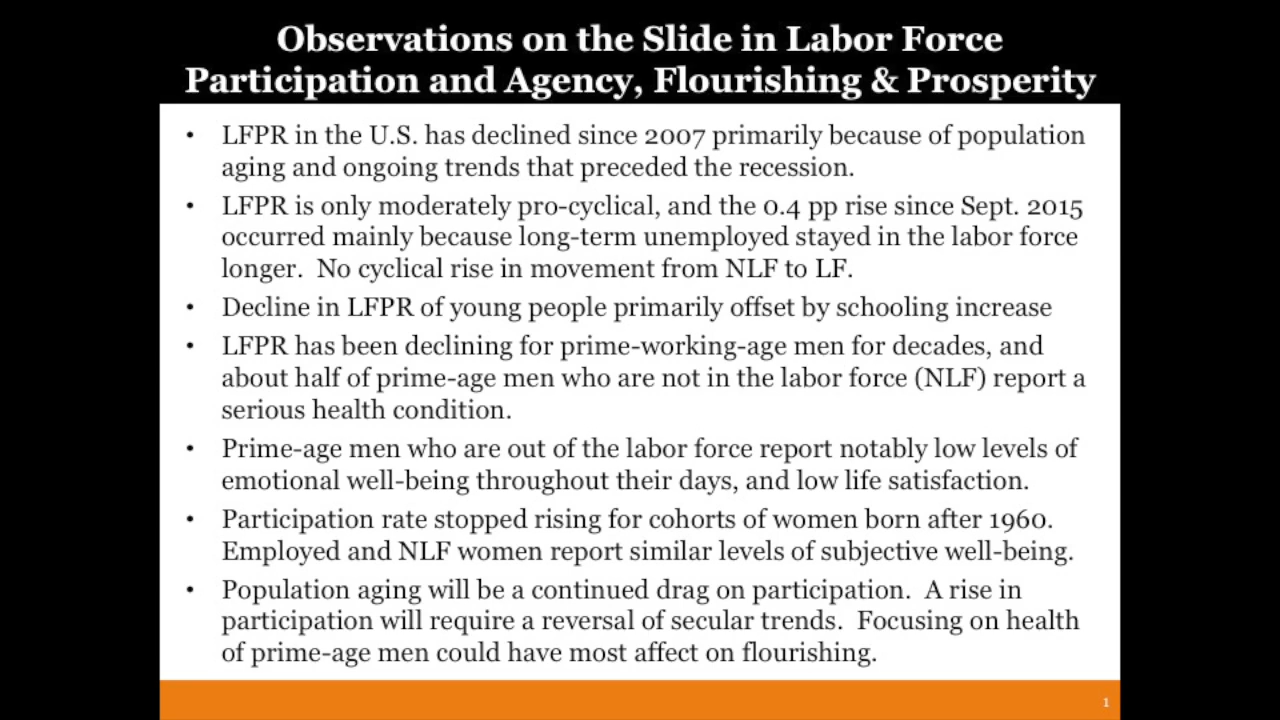 Observations on the Slide in Labor Force
Participation and Agency, Flourishing & Prosperity
• LFPR in the U.S. has declined since 2007 primarily because of population
aging and ongoing trends that preceded the recession.
• LFPR is only moderately pro-cyclical, and the 0.4 pp rise since Sept. 2015
occurred mainly because long-term unemployed stayed in the labor force
longer.  No cyclical rise in movement from NLF to LF.
• Decline in LFPR of young people primarily offset by schooling increase
• LFPR has been declining for prime-working-age men for decades, and
about half of prime-age men who are not in the labor force (NLF) report a
serious health condition.
• Prime-age men who are out of the labor force report notably low levels of
emotional well-being throughout their days, and low life satisfaction.
• Participation rate stopped rising for cohorts of women born after 1960.
Employed and NLF women report similar levels of subjective well-being.
• Population aging will be a continued drag on participation.  A rise in
participation will require a reversal of secular trends.  Focusing on health
of prime-age men could have most affect on flourishing.
1